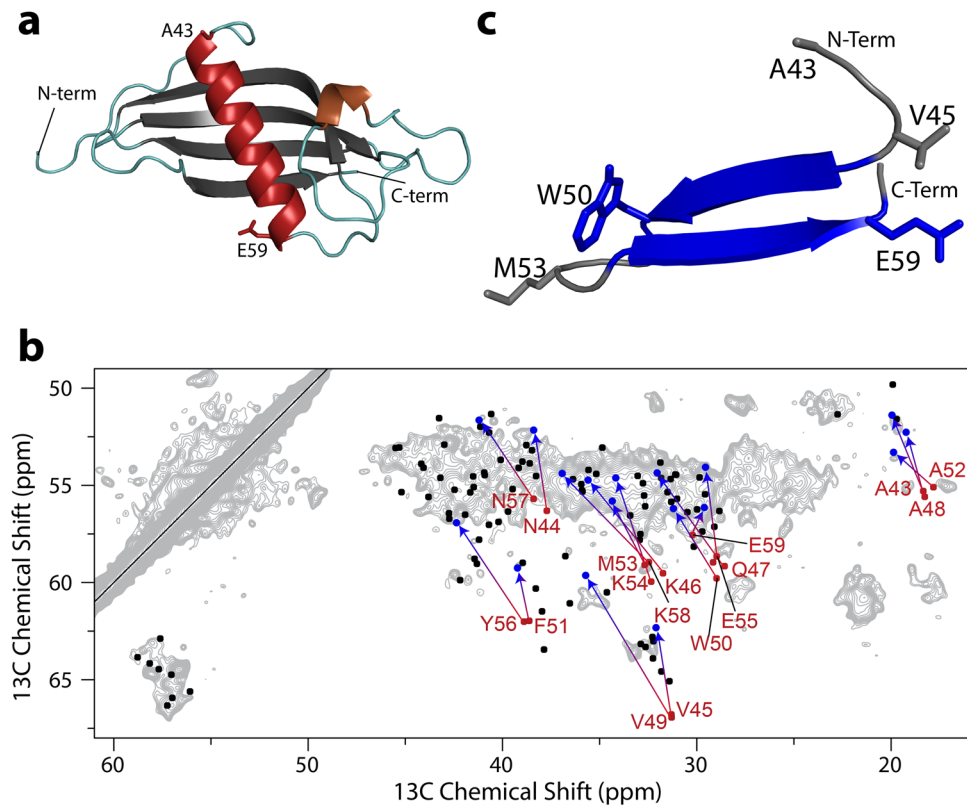 a
A43
N-term
C-term
E59
c
N-Term
A43
V45
C-Term
W50
E59
M53
b
50
55
60
65
13C Chemical Shift (ppm)
N57
N44
A52
A43
A48
E59
M53
Q47
K54
K46
E55
K58
W50
Y56
F51
V49
V45
60
50
40
30
20
13C Chemical Shift (ppm)